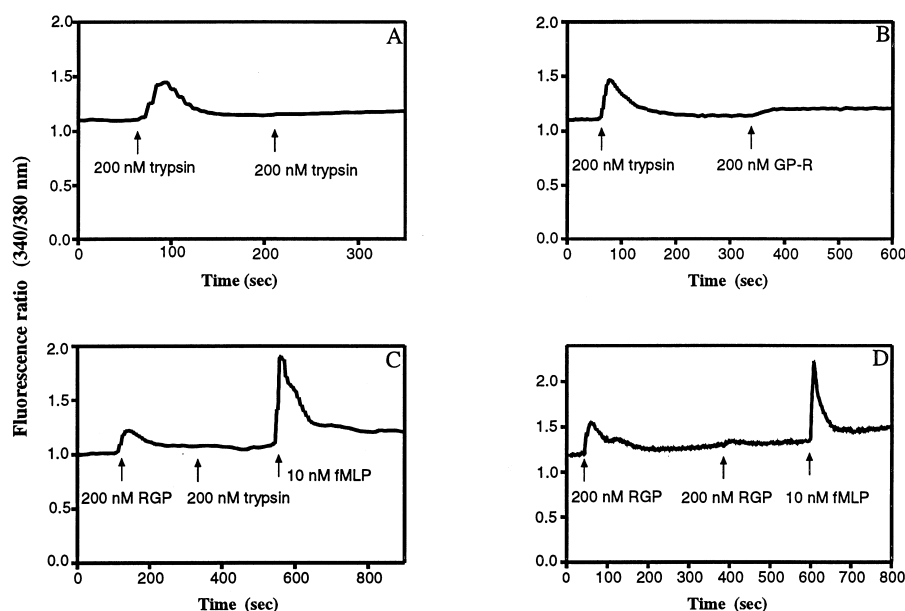 Fluorescence ratio (340/380 nm)
A
2.0
1.5
1.0
0.5
0.0
200 nM trypsin
200 nM trypsin
0 100 200 300
Time (sec)
B
2.0
1.5
1.0
0.5
0.0
200 nM trypsin
200 nM GP-R
0 100 200 300 400 500 600
Time (sec)
C
2.0
1.5
1.0
0.5
0.0
10 nM fMLP
200 nM RGP
200 nM trypsin
0 200 400 600 800
Time (sec)
D
2.0
1.5
1.0
0.5
0.0
200 nM RGP
200 nM RGP
10 nM fMLP
0 100 200 300 400 500 600 700 800
Time (sec)